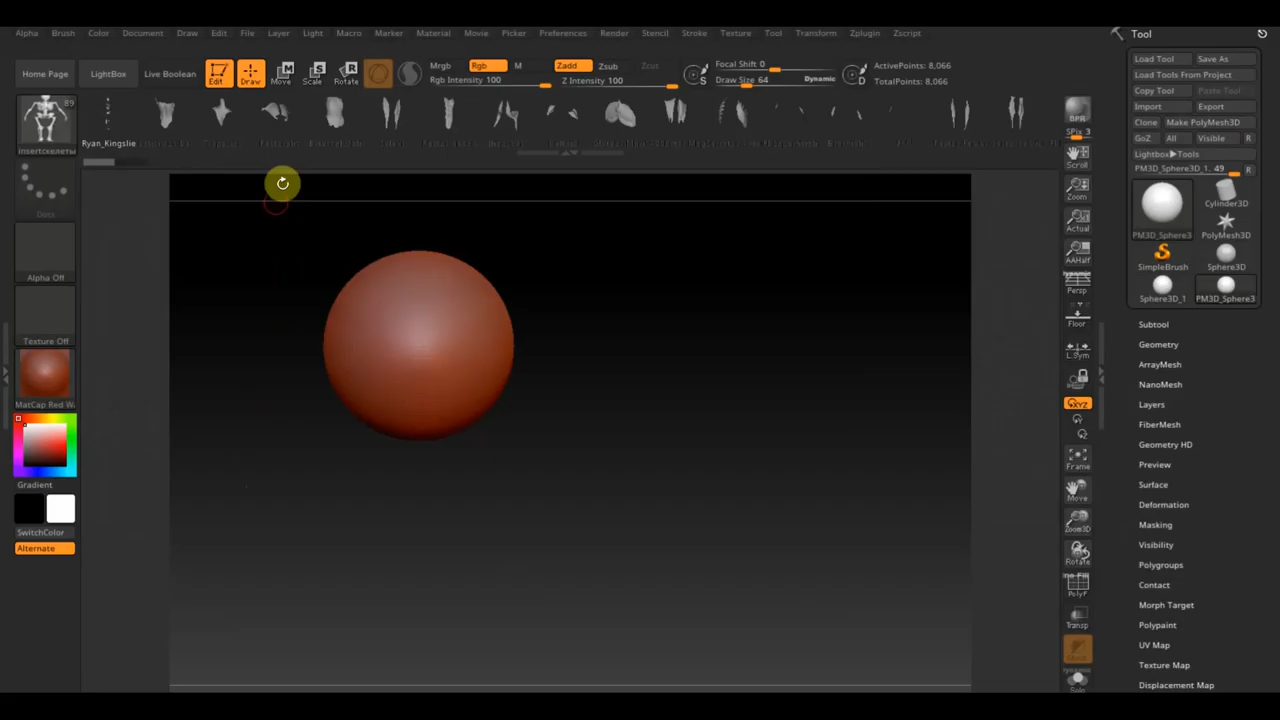 Alpha Brush Color Document Draw Edit File Layer Light Macro Marker Material Movie Picker Preferences Render Stencil Stroke Texture Tool Transform Zplugin Zscript
Tool
Home Page LightBox Live Boolean Edit Draw Move Scale Rotate
Mrgb Rgb M Zadd Zsub Zcut
Rgb Intensity 100 Z Intensity 100
Focal Shift 0
Draw Size 64 Dynamic
ActivePoints: 8,066
TotalPoints: 8,066
S
D
Load Tool Save As
Load Tools From Project
Copy Tool Paste Tool
Import Export
Clone Make PolyMesh3D
GoZ All Visible R
Lightbox▶Tools
PM3D_Sphere3D_1. 49 R
PM3D_Sphere3
Cylinder3D
PolyMesh3D
SimpleBrush Sphere3D
Sphere3D_1 PM3D_Sphere3
Subtool
Geometry
ArrayMesh
NanoMesh
Layers
FiberMesh
Geometry HD
Preview
Surface
Deformation
Masking
Visibility
Polygroups
Contact
Morph Target
Polypaint
UV Map
Texture Map
Displacement Map
89
Ryan_Kingslie
Dots
Alpha Off
Texture Off
MatCap Red Wa
Gradient
SwitchColor
Alternate
BPR
SPix 3
Scroll
Zoom
Actual
AAHalf
Dynamic
Persp
Floor
L.Sym
XYZ
Frame
Move
Zoom3D
Rotate
PolyF
Transp
Solo